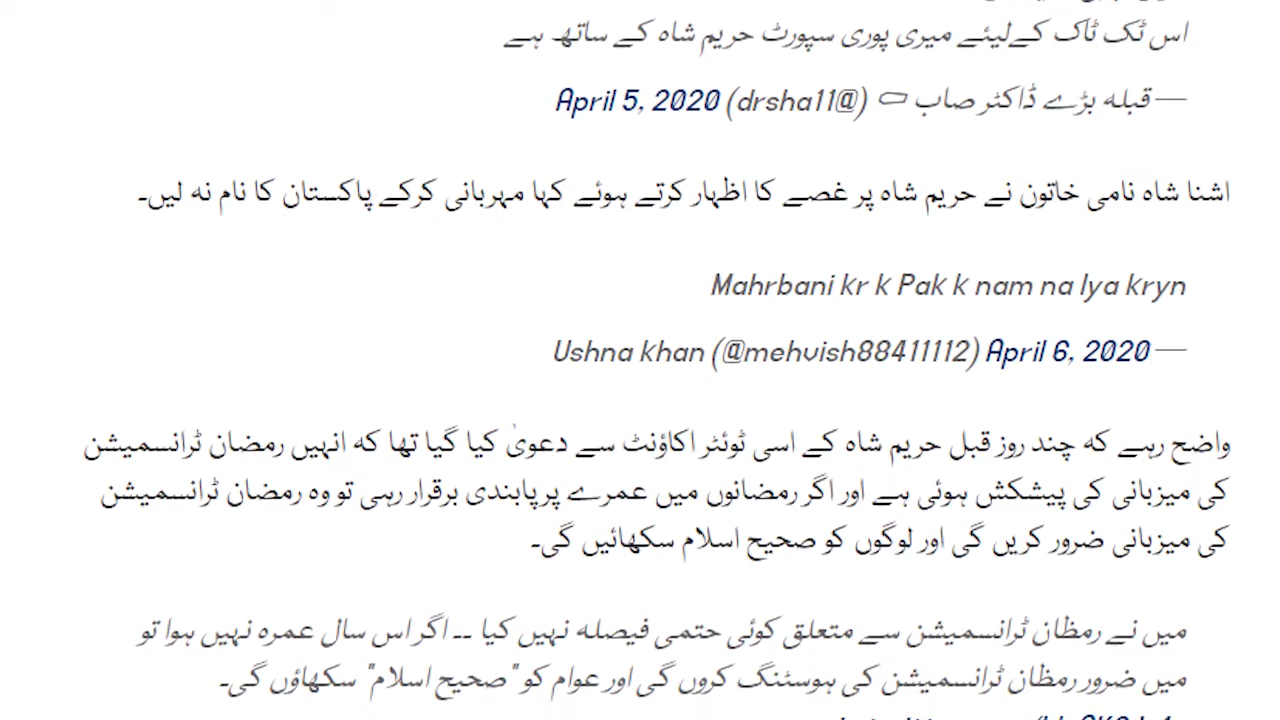 اس ٹک ٹاک کےلیئے میری پوری سپورٹ حریم شاہ کے ساتھ ہے
— قبلہ بڑے ڈاکٹر صاب (@drsha11) April 5, 2020
اشنا شاہ نامی خاتون نے حریم شاہ پر غصے کا اظہار کرتے ہوئے کہا مہربانی کرکے پاکستان کا نام نہ لیں۔
Mahrbani kr k Pak k nam na lya kryn
— Ushna khan (@mehvish88411112) April 6, 2020
واضح رہے کہ چند روز قبل حریم شاہ کے اسی ٹوئٹر اکاؤنٹ سے دعویٰ کیا گیا تھا کہ انہیں رمضان ٹرانسمیشن
کی میزبانی کی پیشکش ہوئی ہے اور اگر رمضانوں میں عمرے پرپابندی برقرار رہی تو وہ رمضان ٹرانسمیشن
کی میزبانی ضرور کریں گی اور لوگوں کو صحیح اسلام سکھائیں گی۔
میں نے رمظان ٹرانسمیشن سے متعلق کوئی حتمی فیصلہ نہیں کیا ۔۔ اگر اس سال عمرہ نہیں ہوا تو
میں ضرور رمظان ٹرانسمیشن کی ہوسٹنگ کروں گی اور عوام کو "صحیح اسلام" سکھاؤں گی۔